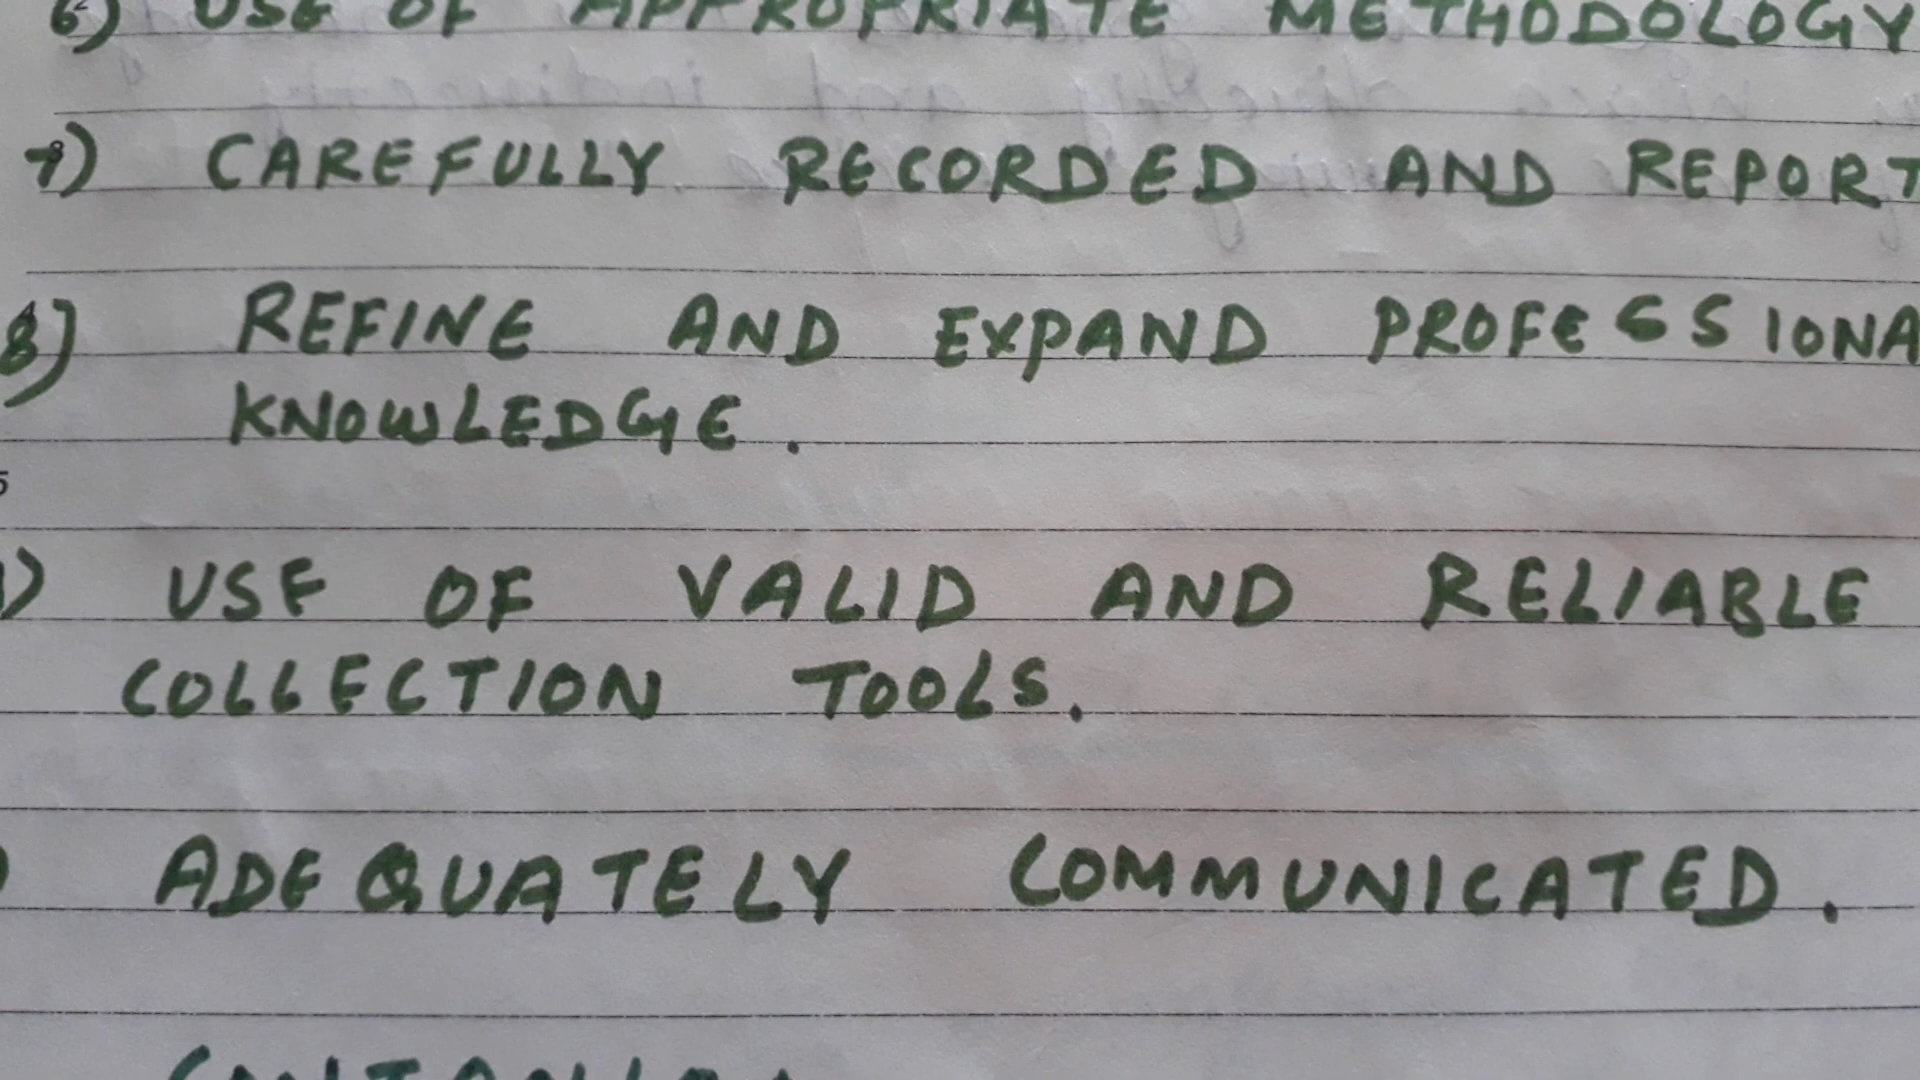 6) USE OF APPROPRIATE METHODOLOGY
7) CAREFULLY RECORDED AND REPORT
8) REFINE AND EXPAND PROFESSIONA
KNOWLEDGE.
) USE OF VALID AND RELIABLE
COLLECTION TOOLS.
) ADEQUATELY COMMUNICATED.